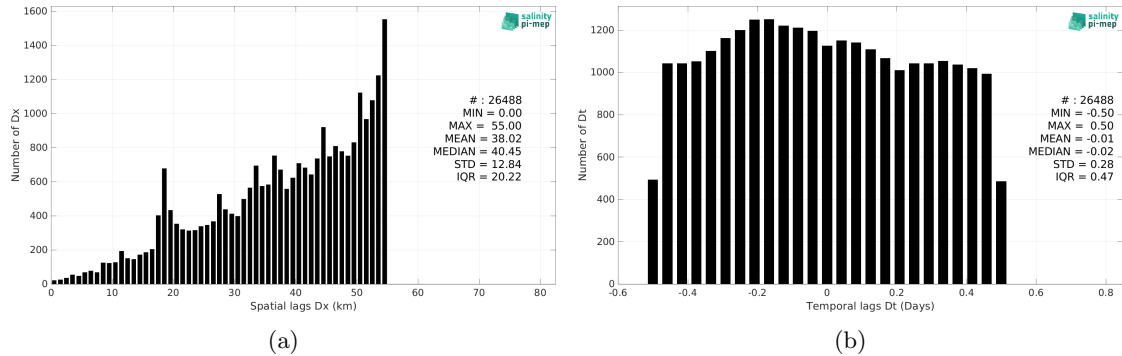 1600
1400
1200
1000
800
600
400
200
0
Number of Dx
0 10 20 30 40 50 60 70 80
Spatial lags Dx (km)
salinity
pi-mep
# : 26488
MIN = 0.00
MAX = 55.00
MEAN = 38.02
MEDIAN = 40.45
STD = 12.84
IQR = 20.22
(a)
1200
1000
800
600
400
200
0
Number of Dt
-0.6 -0.4 -0.2 0 0.2 0.4 0.6 0.8
Temporal lags Dt (Days)
salinity
pi-mep
# : 26488
MIN = -0.50
MAX = 0.50
MEAN = -0.01
MEDIAN = -0.02
STD = 0.28
IQR = 0.47
(b)